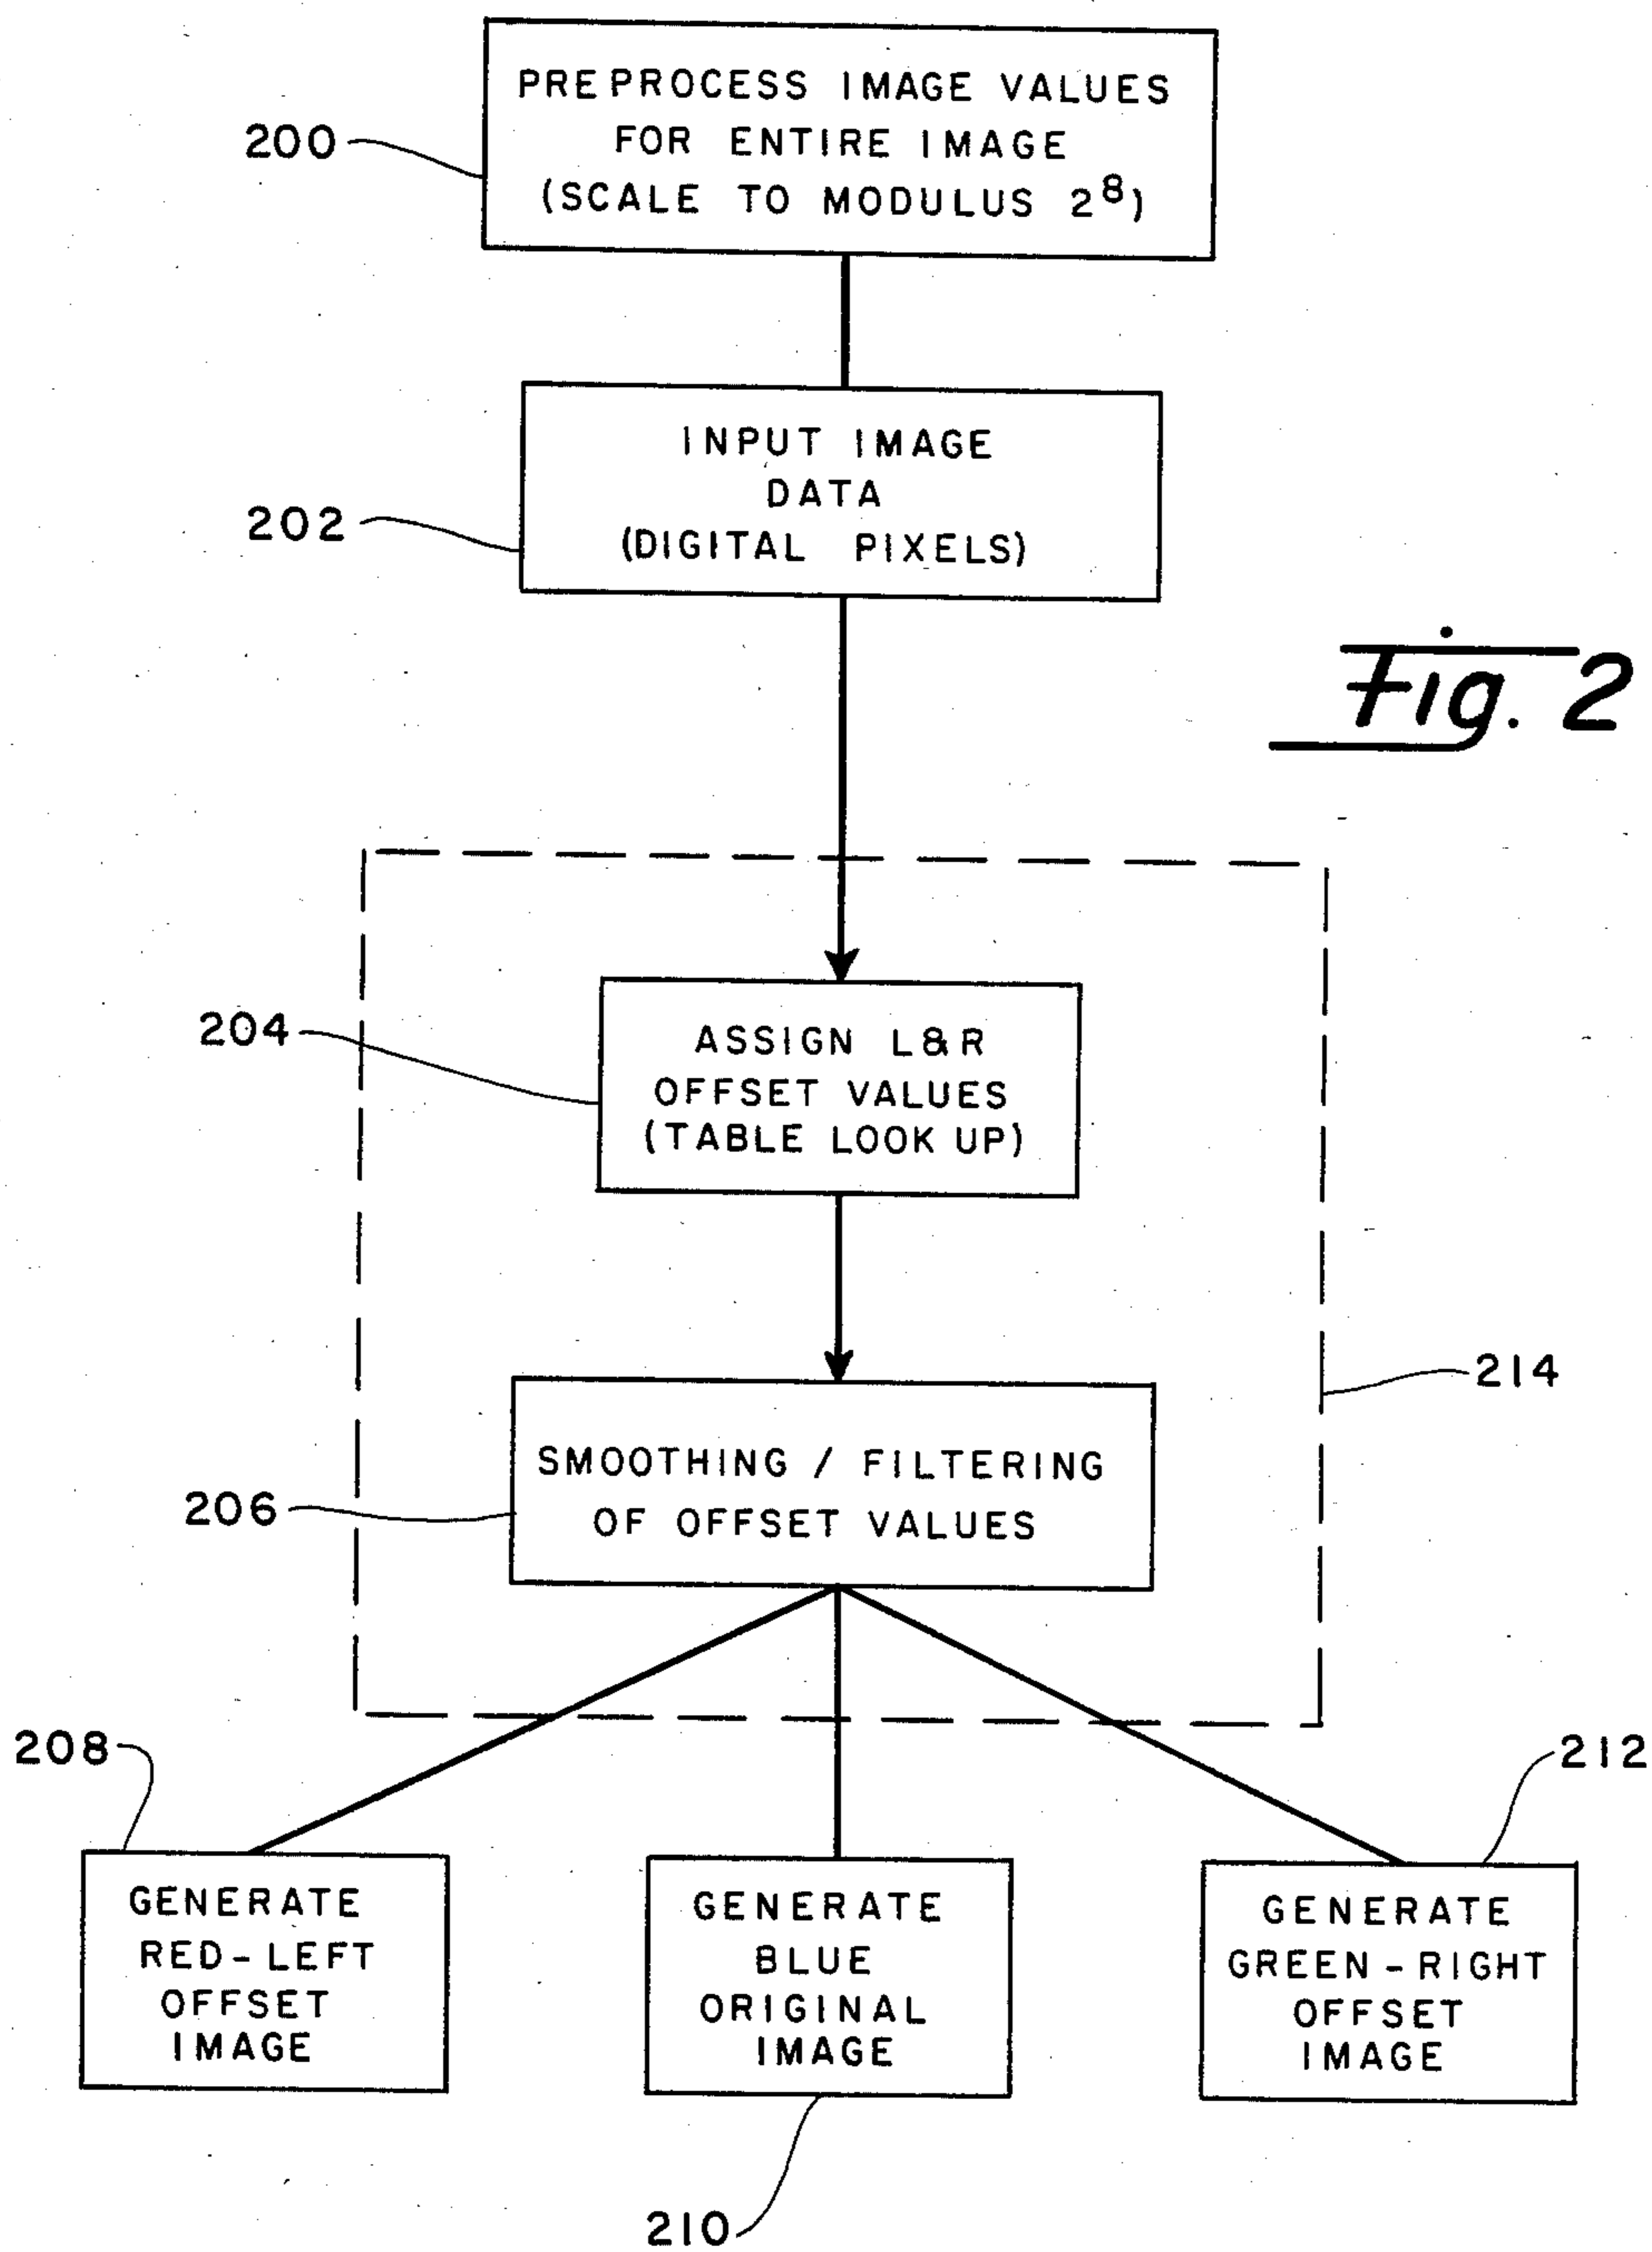 PREPROCESS IMAGE VALUES
FOR ENTIRE IMAGE
(SCALE TO MODULUS 2⁸)
200
INPUT IMAGE
DATA
(DIGITAL PIXELS)
202
Fig. 2
ASSIGN L&R
OFFSET VALUES
(TABLE LOOK UP)
204
SMOOTHING / FILTERING
OF OFFSET VALUES
206
214
208
212
GENERATE
RED-LEFT
OFFSET
IMAGE
GENERATE
BLUE
ORIGINAL
IMAGE
GENERATE
GREEN-RIGHT
OFFSET
IMAGE
210